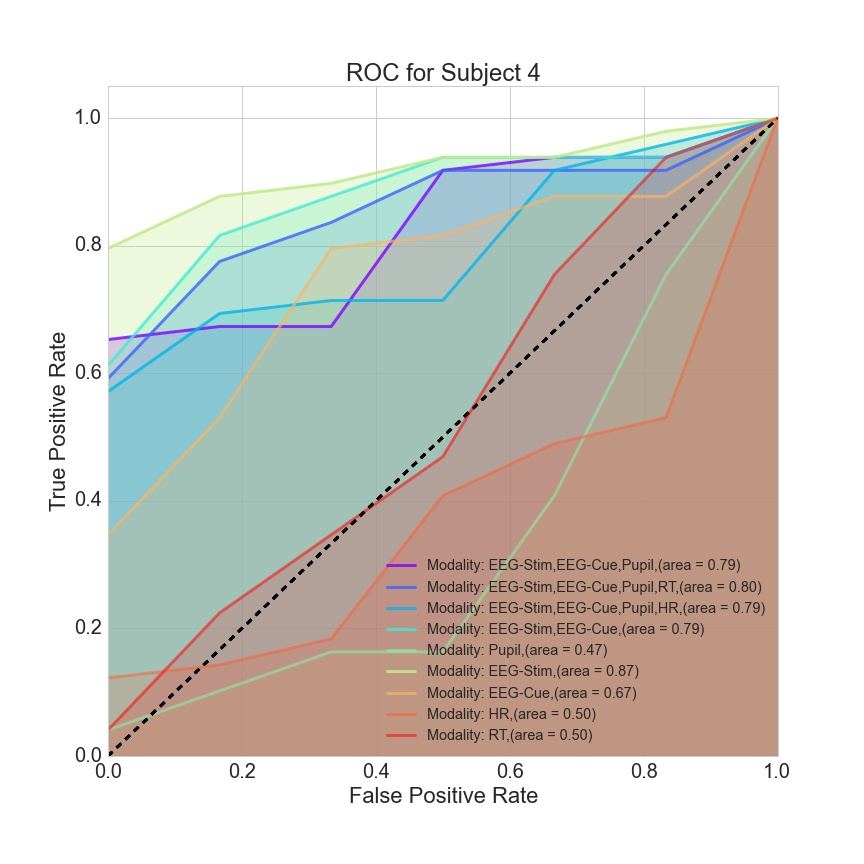 ROC for Subject 4
True Positive Rate
1.0
0.8
0.6
0.4
0.2
0.0
Modality: EEG-Stim,EEG-Cue,Pupil,(area = 0.79)
Modality: EEG-Stim,EEG-Cue,Pupil,RT,(area = 0.80)
Modality: EEG-Stim,EEG-Cue,Pupil,HR,(area = 0.79)
Modality: EEG-Stim,EEG-Cue,(area = 0.79)
Modality: Pupil,(area = 0.47)
Modality: EEG-Stim,(area = 0.87)
Modality: EEG-Cue,(area = 0.67)
Modality: HR,(area = 0.50)
Modality: RT,(area = 0.50)
0.0 0.2 0.4 0.6 0.8 1.0
False Positive Rate